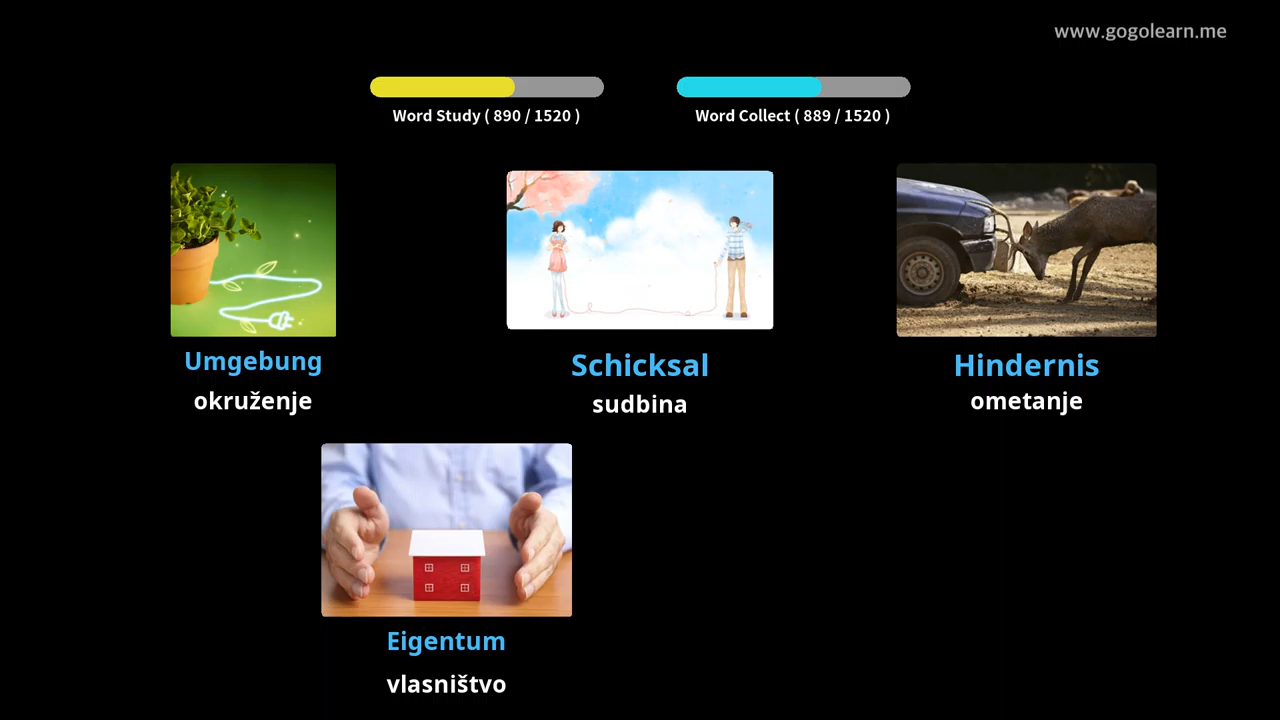 www.gogolearn.me
Word Study ( 890 / 1520 )
Word Collect ( 889 / 1520 )
Umgebung
okruženje
Schicksal
sudbina
Hindernis
ometanje
Eigentum
vlasništvo